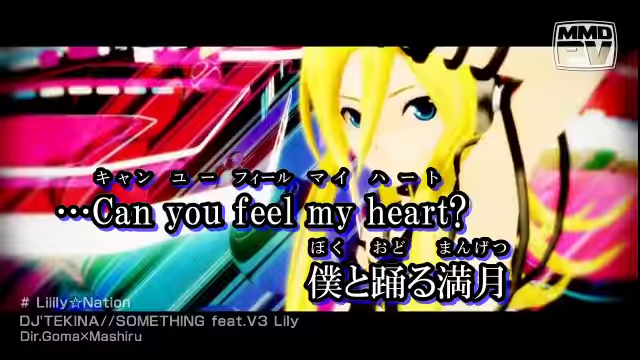 MMD
PV
キャン ユー フィール マイ ハート
…Can you feel my heart?
ぼく おど まんげつ
僕と踊る満月
# Lilily☆Nation
DJ'TEKINA//SOMETHING feat.V3 Lily
Dir.Goma×Mashiru